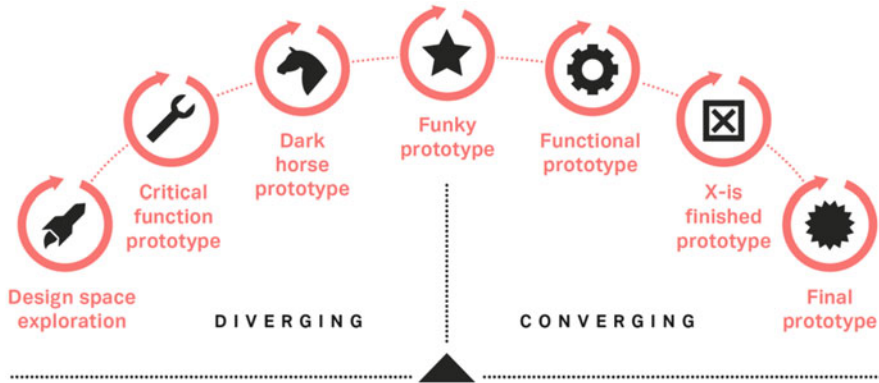 Design space
exploration
Critical
function
prototype
Dark
horse
prototype
Funky
prototype
Functional
prototype
X-is
finished
prototype
Final
prototype
DIVERGING
CONVERGING